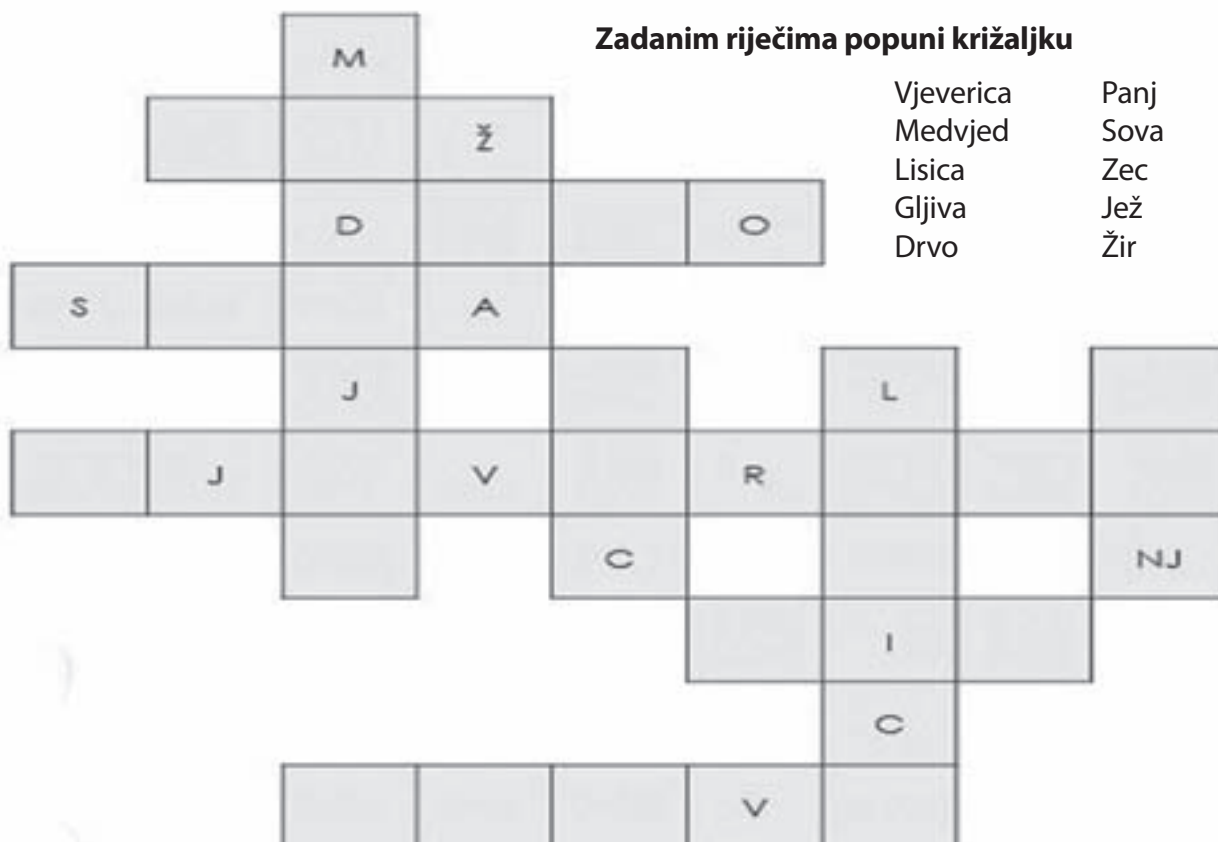 Zadanim riječima popuni križaljku
Vjeverica Panj
Medvjed Sova
Lisica Zec
Gljiva Jež
Drvo Žir
M
Ž
D O
S A
J L
J V R
C NJ
I
C
V